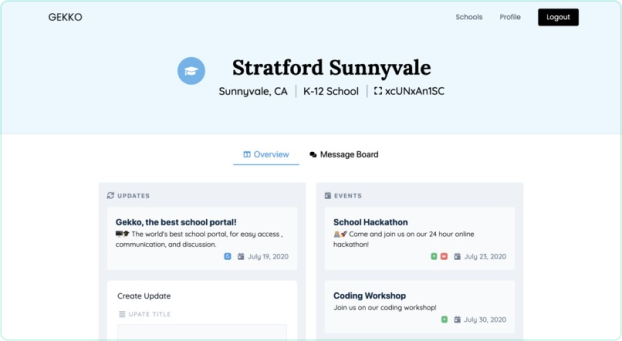 GEKKO
Schools
Profile
Logout
Stratford Sunnyvale
Sunnyvale, CA
K-12 School
xcUNxAn1SC
Overview
Message Board
UPDATES
Gekko, the best school portal!
The world's best school portal, for easy access ,
communication, and discussion.
July 19, 2020
Create Update
UPATE TITLE
EVENTS
School Hackathon
Come and join us on our 24 hour online
hackathon!
July 23, 2020
Coding Workshop
Join us on our coding workshop!
July 30, 2020